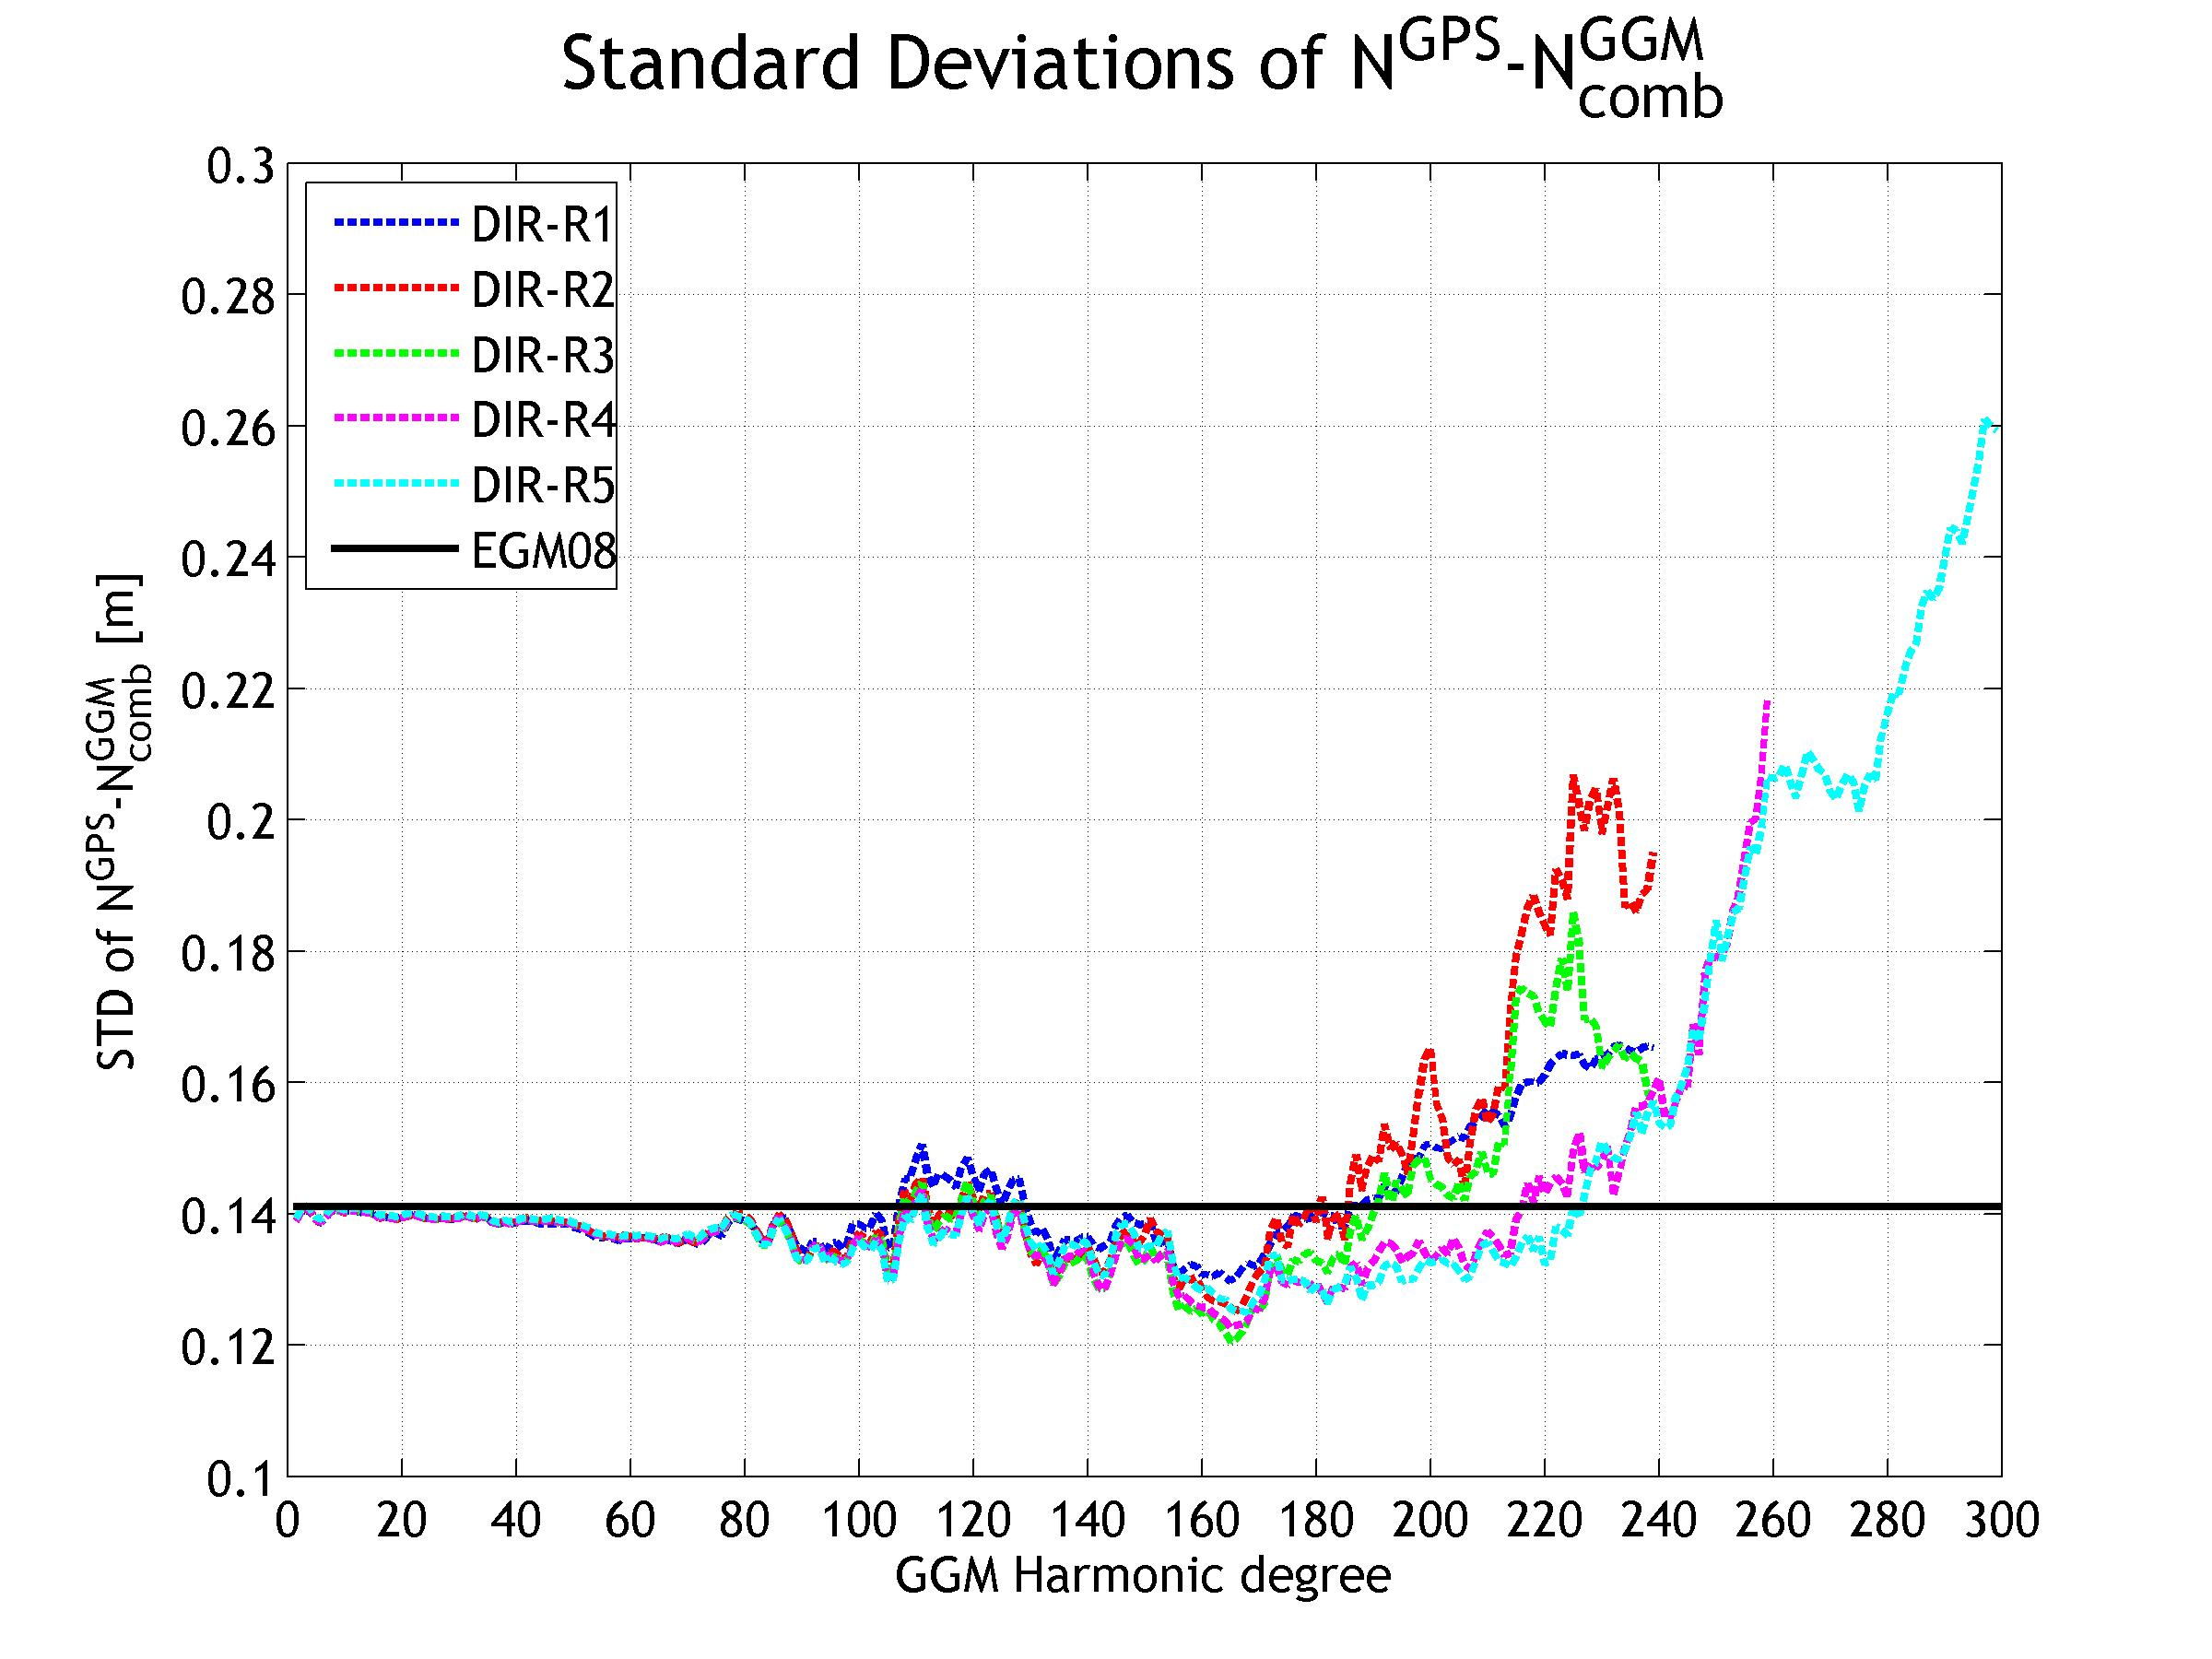 Standard Deviations of N^GPS-N^GGM_comb
0.3
0.28
0.26
0.24
0.22
0.2
0.18
0.16
0.14
0.12
0.1
STD of N^GPS-N^GGM_comb [m]
DIR-R1
DIR-R2
DIR-R3
DIR-R4
DIR-R5
EGM08
0 20 40 60 80 100 120 140 160 180 200 220 240 260 280 300
GGM Harmonic degree